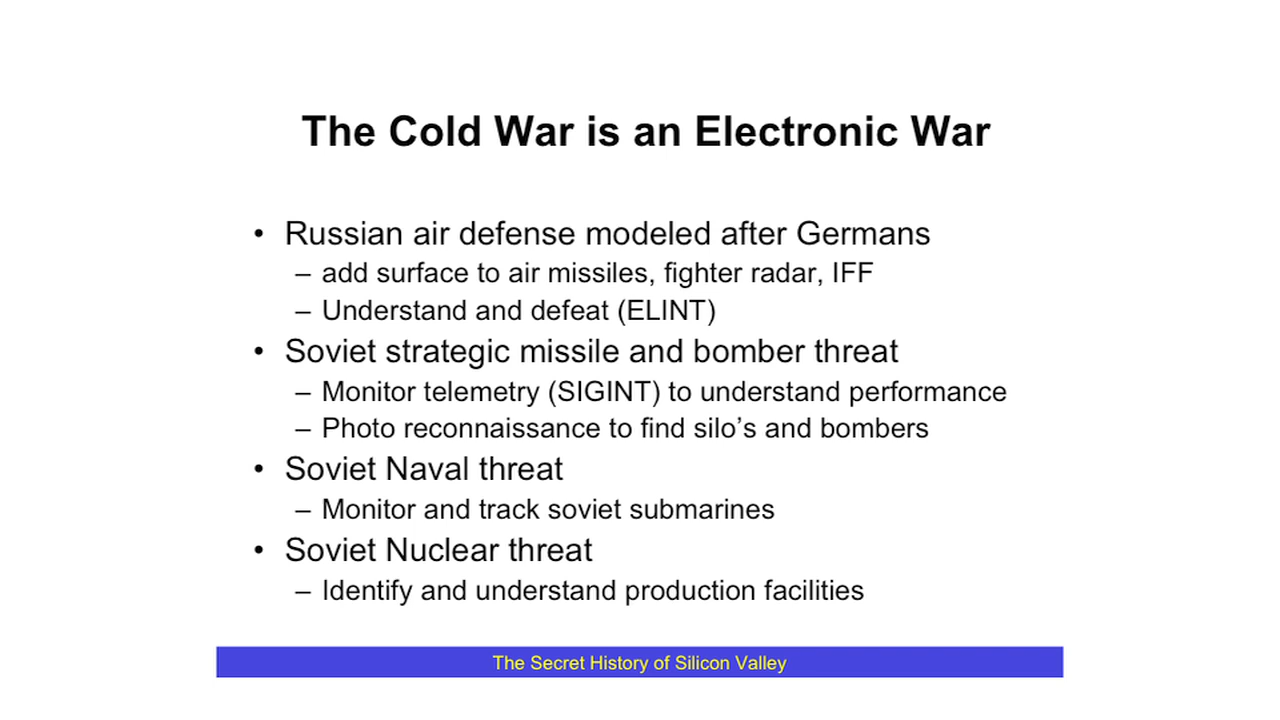 The Cold War is an Electronic War
• Russian air defense modeled after Germans
– add surface to air missiles, fighter radar, IFF
– Understand and defeat (ELINT)
• Soviet strategic missile and bomber threat
– Monitor telemetry (SIGINT) to understand performance
– Photo reconnaissance to find silo’s and bombers
• Soviet Naval threat
– Monitor and track soviet submarines
• Soviet Nuclear threat
– Identify and understand production facilities
The Secret History of Silicon Valley